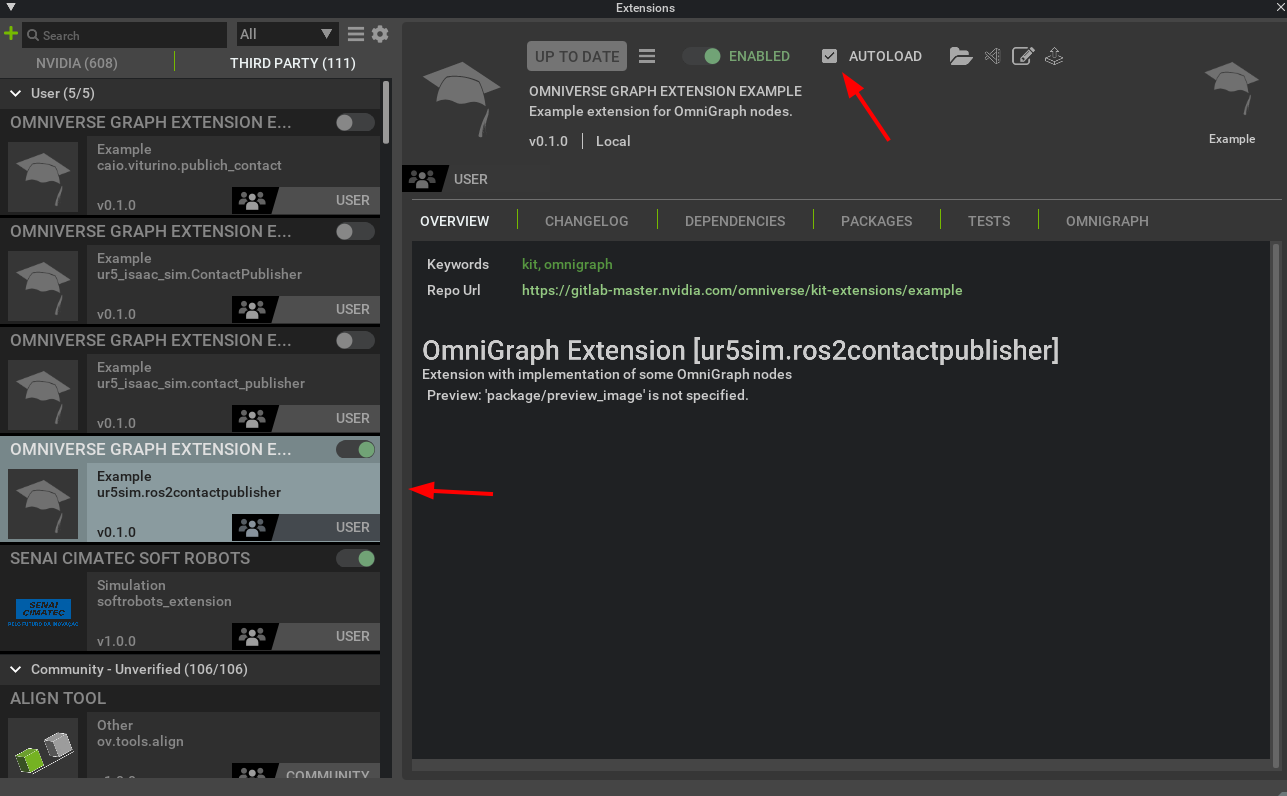 Extensions
Search
All
NVIDIA (608)
THIRD PARTY (111)
User (5/5)
OMNIVERSE GRAPH EXTENSION E...
Example
caio.viturino.publich_contact
v0.1.0
USER
OMNIVERSE GRAPH EXTENSION E...
Example
ur5_isaac_sim.ContactPublisher
v0.1.0
USER
OMNIVERSE GRAPH EXTENSION E...
Example
ur5_isaac_sim.contact_publisher
v0.1.0
USER
OMNIVERSE GRAPH EXTENSION E...
Example
ur5sim.ros2contactpublisher
v0.1.0
USER
SENAI CIMATEC SOFT ROBOTS
Simulation
softrobots_extension
SENAI
CIMATEC
v1.0.0
USER
Community - Unverified (106/106)
ALIGN TOOL
Other
ov.tools.align
COMMUNITY
UP TO DATE
ENABLED
AUTOLOAD
OMNIVERSE GRAPH EXTENSION EXAMPLE
Example extension for OmniGraph nodes.
v0.1.0
Local
Example
USER
OVERVIEW
CHANGELOG
DEPENDENCIES
PACKAGES
TESTS
OMNIGRAPH
Keywords
kit, omnigraph
Repo Url
https://gitlab-master.nvidia.com/omniverse/kit-extensions/example
OmniGraph Extension [ur5sim.ros2contactpublisher]
Extension with implementation of some OmniGraph nodes
Preview: 'package/preview_image' is not specified.